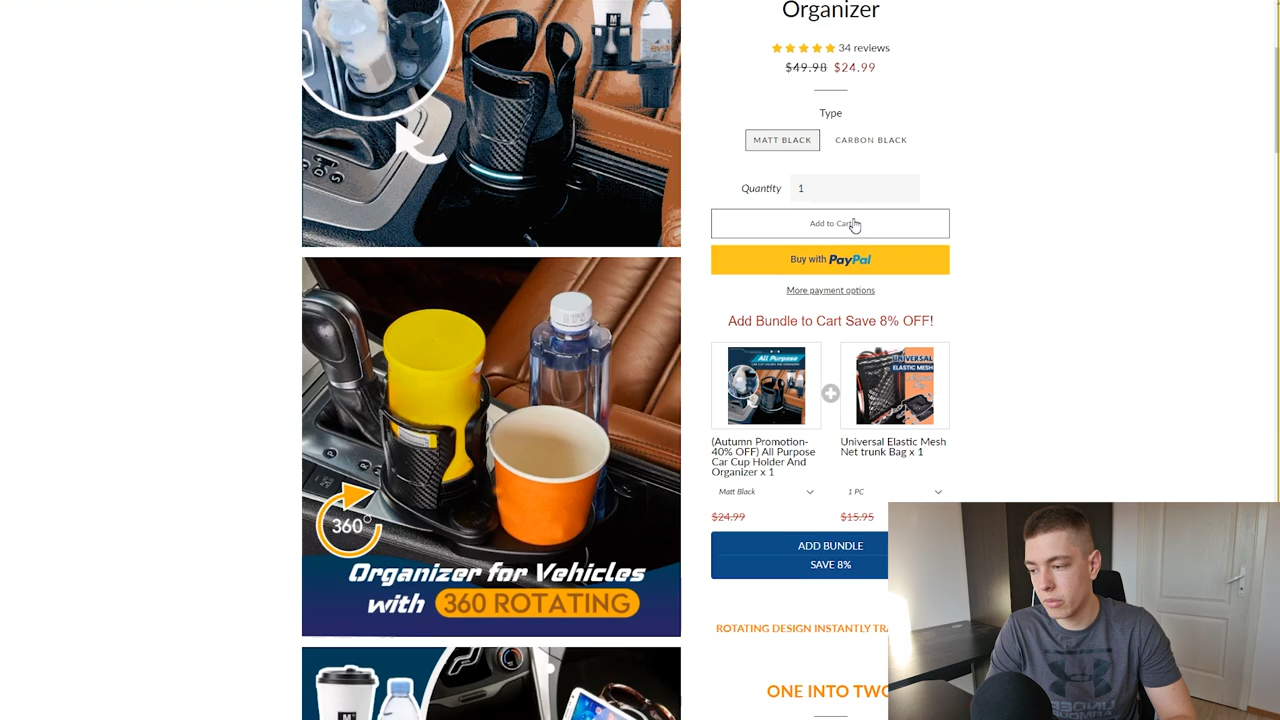 Organizer
34 reviews
$49.98 $24.99
Type
MATT BLACK
CARBON BLACK
Quantity
1
Add to Cart
Buy with PayPal
More payment options
Add Bundle to Cart Save 8% OFF!
All Purpose
UNIVERSAL
ELASTIC MESH
(Autumn Promotion-
40% OFF) All Purpose
Car Cup Holder And
Organizer x 1
Universal Elastic Mesh
Net trunk Bag x 1
Matt Black
1 PC
$24.99
$15.95
ADD BUNDLE
SAVE 8%
ROTATING DESIGN INSTANTLY
ONE INTO
360°
Organizer for Vehicles
with 360 ROTATING
UNDER